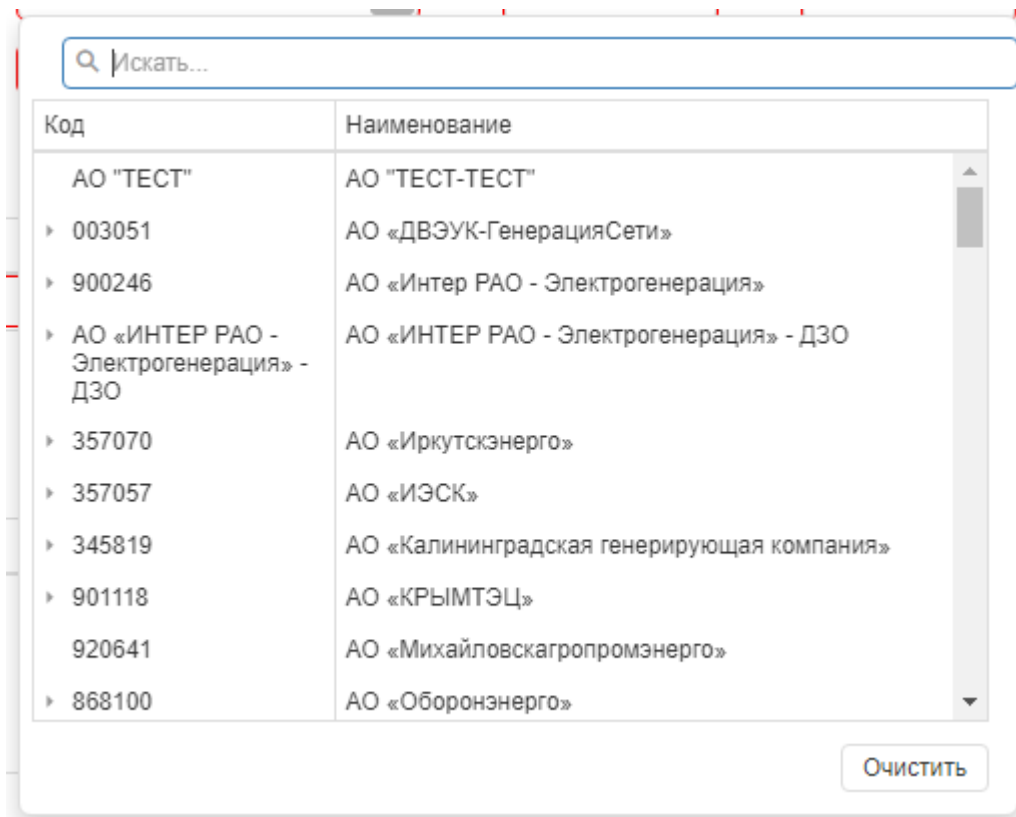 Искать...
Код Наименование
АО "ТЕСТ" АО "ТЕСТ-ТЕСТ"
003051 АО «ДВЭУК-ГенерацияСети»
900246 АО «Интер РАО - Электрогенерация»
АО «ИНТЕР РАО - АО «ИНТЕР РАО - Электрогенерация» - ДЗО
Электрогенерация» -
ДЗО
357070 АО «Иркутскэнерго»
357057 АО «ИЭСК»
345819 АО «Калининградская генерирующая компания»
901118 АО «КРЫМТЭЦ»
920641 АО «Михайловскагропромэнерго»
868100 АО «Оборонэнерго»
Очистить